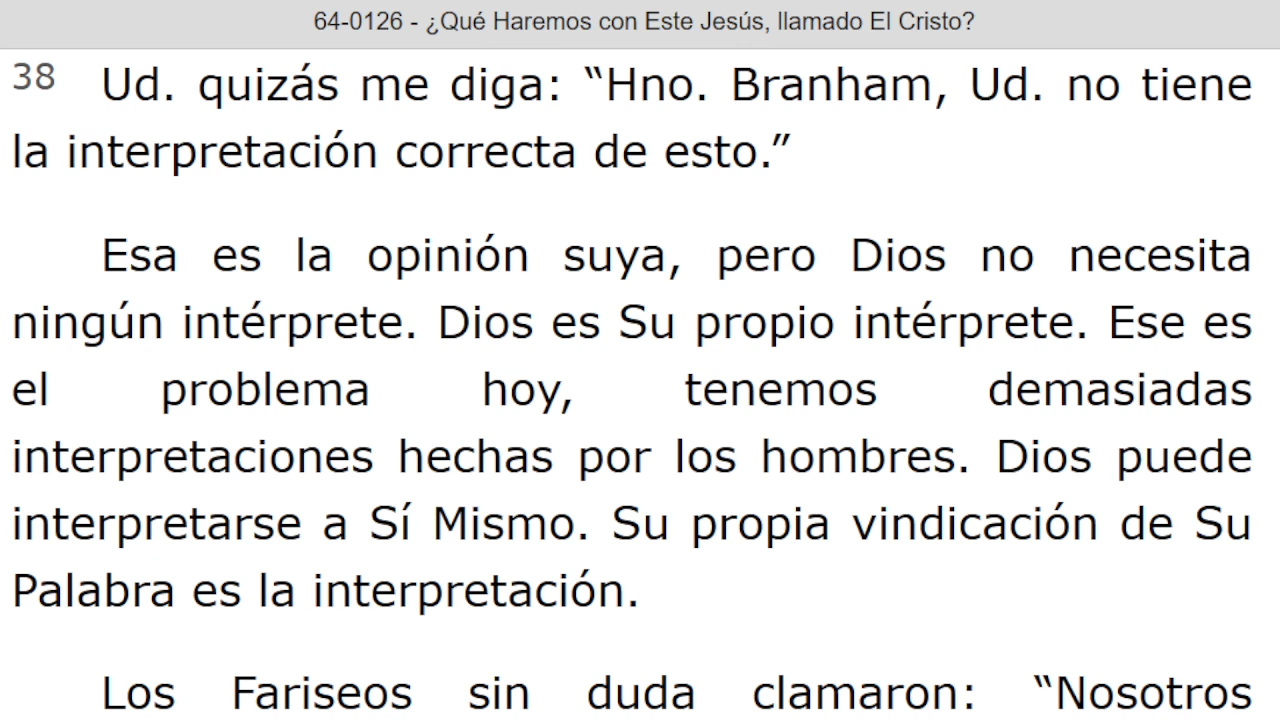 64-0126 - ¿Qué Haremos con Este Jesús, llamado El Cristo?
38 Ud. quizás me diga: “Hno. Branham, Ud. no tiene
la interpretación correcta de esto.”
Esa es la opinión suya, pero Dios no necesita
ningún intérprete. Dios es Su propio intérprete. Ese es
el problema hoy, tenemos demasiadas
interpretaciones hechas por los hombres. Dios puede
interpretarse a Sí Mismo. Su propia vindicación de Su
Palabra es la interpretación.
Los Fariseos sin duda clamaron: “Nosotros